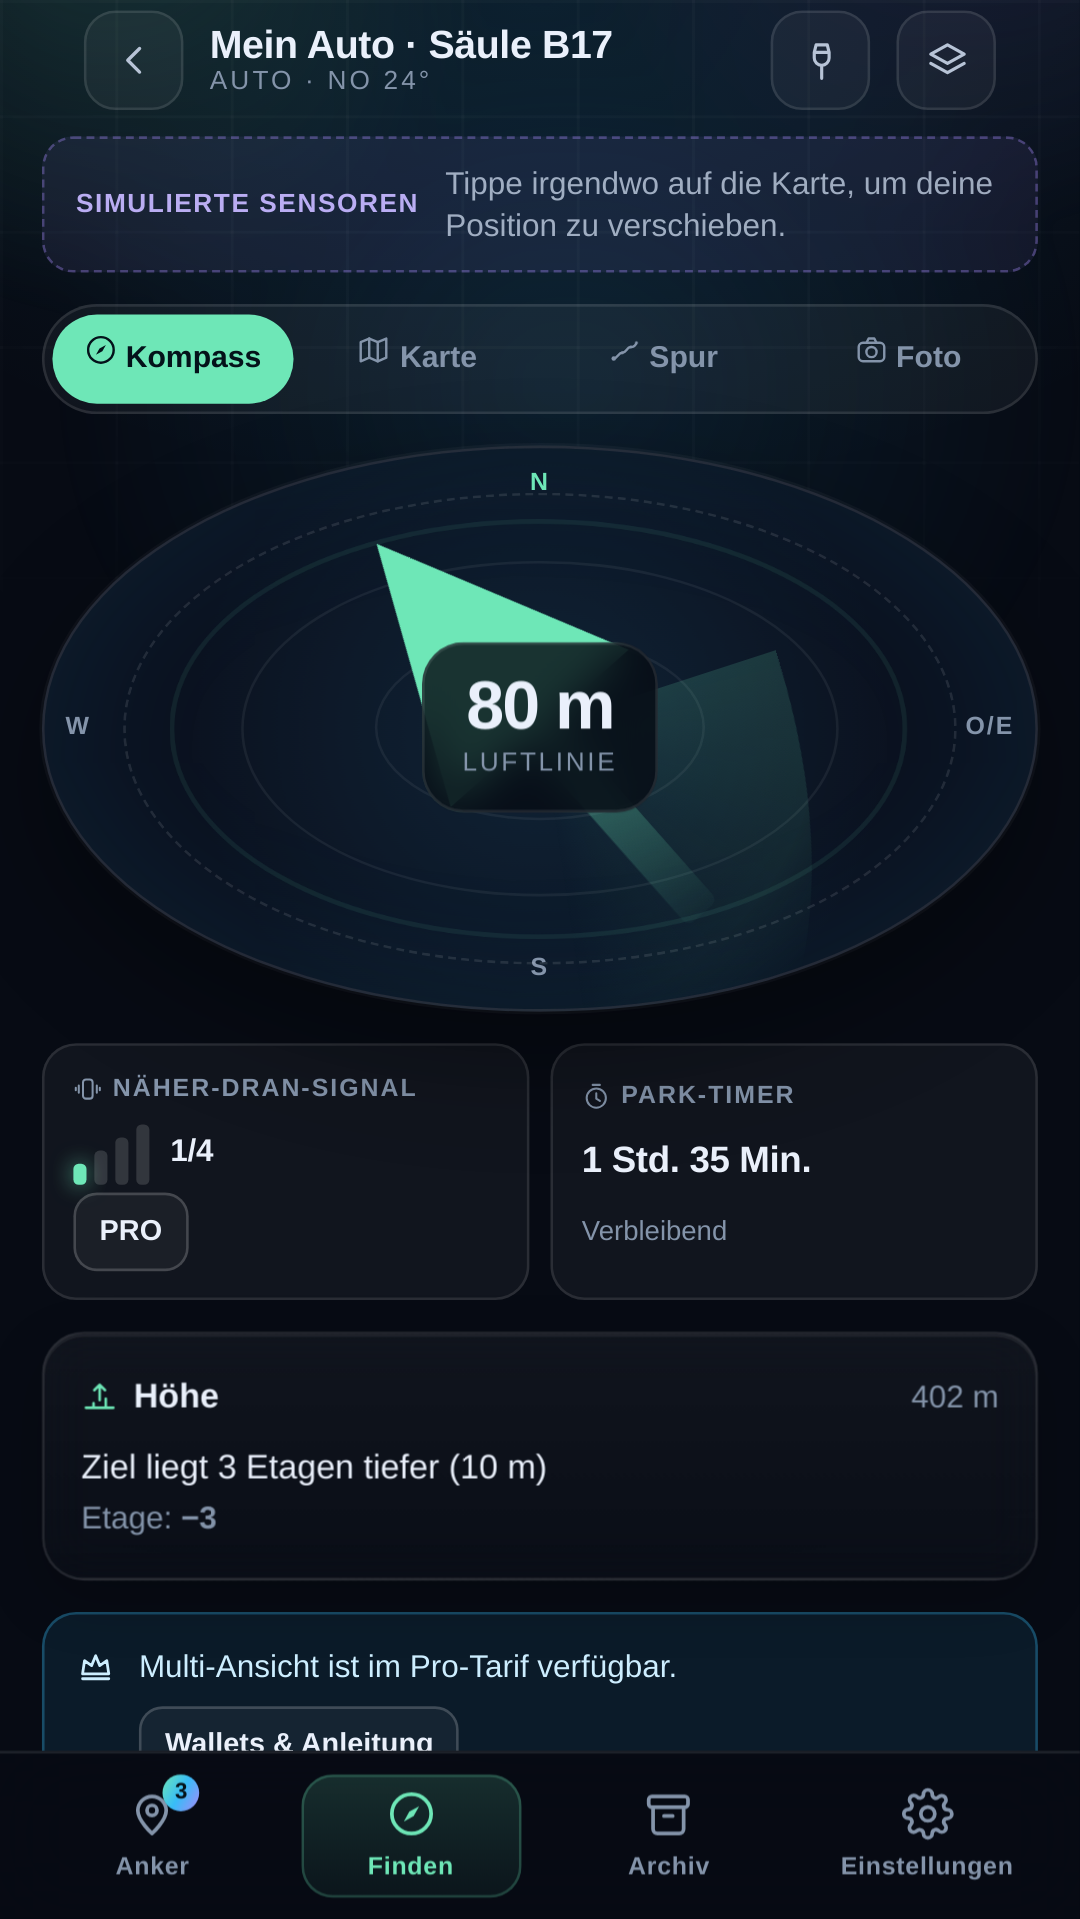 Mein Auto · Säule B17
AUTO · NO 24°
SIMULIERTE SENSOREN
Tippe irgendwo auf die Karte, um deine
Position zu verschieben.
Kompass
Karte
Spur
Foto
N
W
O/E
S
80 m
LUFTLINIE
NÄHER-DRAN-SIGNAL
1/4
PRO
PARK-TIMER
1 Std. 35 Min.
Verbleibend
Höhe
402 m
Ziel liegt 3 Etagen tiefer (10 m)
Etage: −3
Multi-Ansicht ist im Pro-Tarif verfügbar.
Wallets & Anleitung
3
Anker
Finden
Archiv
Einstellungen